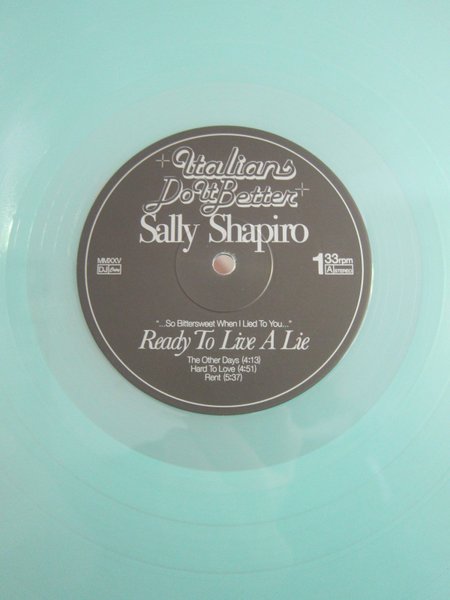 Italians
Do It Better
Sally Shapiro
MMXXV
DJ
1 33rpm
A STEREO
"...So Bittersweet When I Lied To You..."
Ready To Live A Lie
The Other Days (4:13)
Hard To Love (4:51)
Rent (5:37)